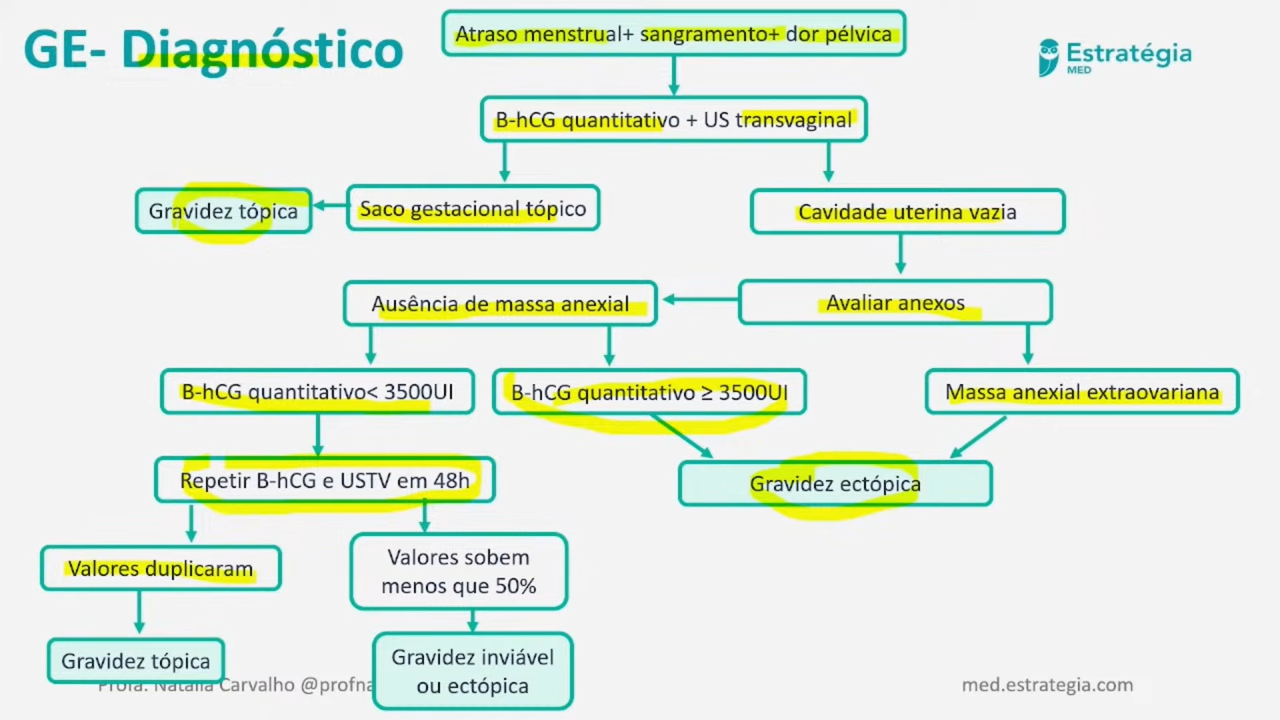 GE- Diagnóstico
Atraso menstrual+ sangramento+ dor pélvica
Estratégia
MED
B-hCG quantitativo + US transvaginal
Gravidez tópica
Saco gestacional tópico
Cavidade uterina vazia
Ausência de massa anexial
Avaliar anexos
B-hCG quantitativo< 3500UI
B-hCG quantitativo ≥ 3500UI
Massa anexial extraovariana
Repetir B-hCG e USTV em 48h
Gravidez ectópica
Valores duplicaram
Valores sobem
menos que 50%
Gravidez tópica
Gravidez inviável
ou ectópica
Profa. Natália Carvalho @profna
med.estrategia.com